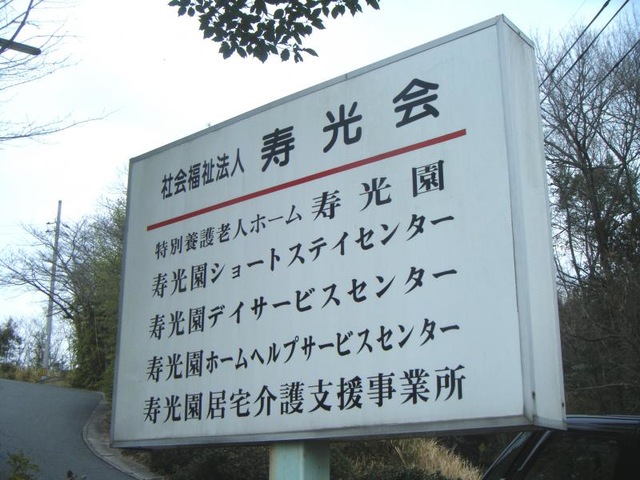 社会福祉法人 寿光会
特別養護老人ホーム 寿光園
寿光園ショートステイセンター
寿光園デイサービスセンター
寿光園ホームヘルプサービスセンター
寿光園居宅介護支援事業所